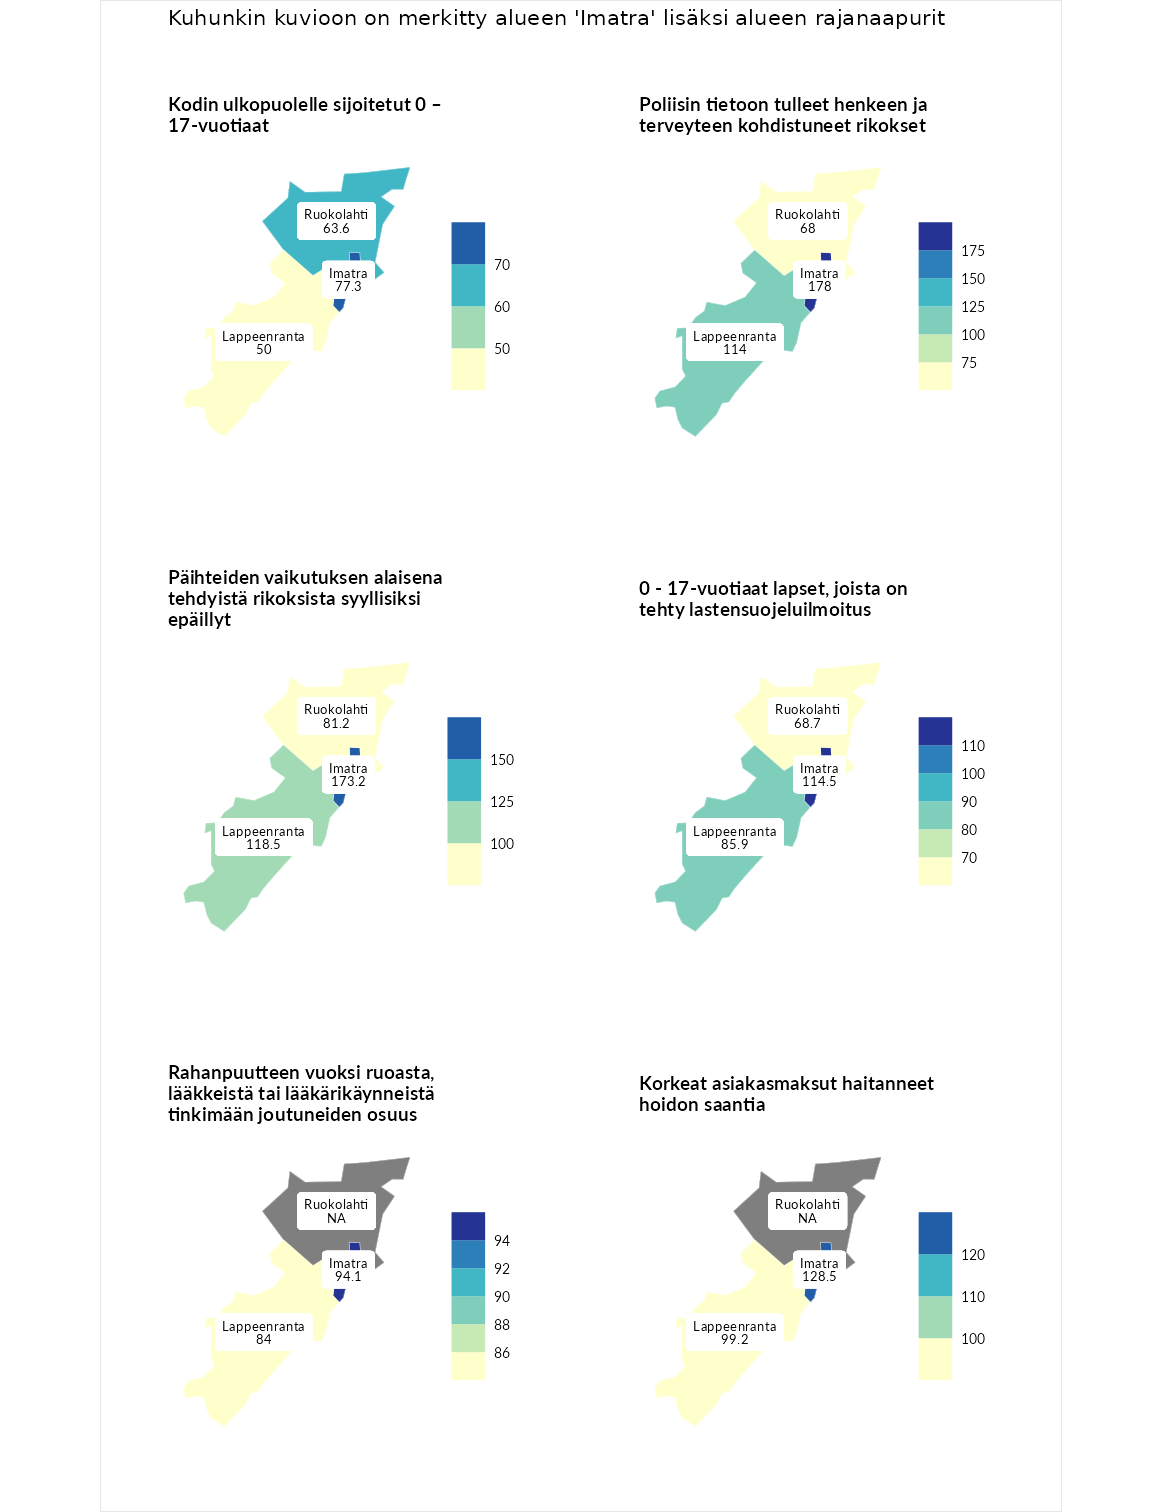 Kuhunkin kuvioon on merkitty alueen 'Imatra' lisäksi alueen rajanaapurit
Kodin ulkopuolelle sijoitetut 0 –
17-vuotiaat
Ruokolahti
63.6
Imatra
77.3
Lappeenranta
50
70
60
50
Poliisin tietoon tulleet henkeen ja
terveyteen kohdistuneet rikokset
Ruokolahti
68
Imatra
178
Lappeenranta
114
175
150
125
100
75
Päihteiden vaikutuksen alaisena
tehdyistä rikoksista syyllisiksi
epäillyt
Ruokolahti
81.2
Imatra
173.2
Lappeenranta
118.5
150
125
100
0 - 17-vuotiaat lapset, joista on
tehty lastensuojeluilmoitus
Ruokolahti
68.7
Imatra
114.5
Lappeenranta
85.9
110
100
90
80
70
Rahanpuutteen vuoksi ruoasta,
lääkkeistä tai lääkärikäynneistä
tinkimään joutuneiden osuus
Ruokolahti
NA
Imatra
94.1
Lappeenranta
84
94
92
90
88
86
Korkeat asiakasmaksut haitanneet
hoidon saantia
Ruokolahti
NA
Imatra
128.5
Lappeenranta
99.2
120
110
100